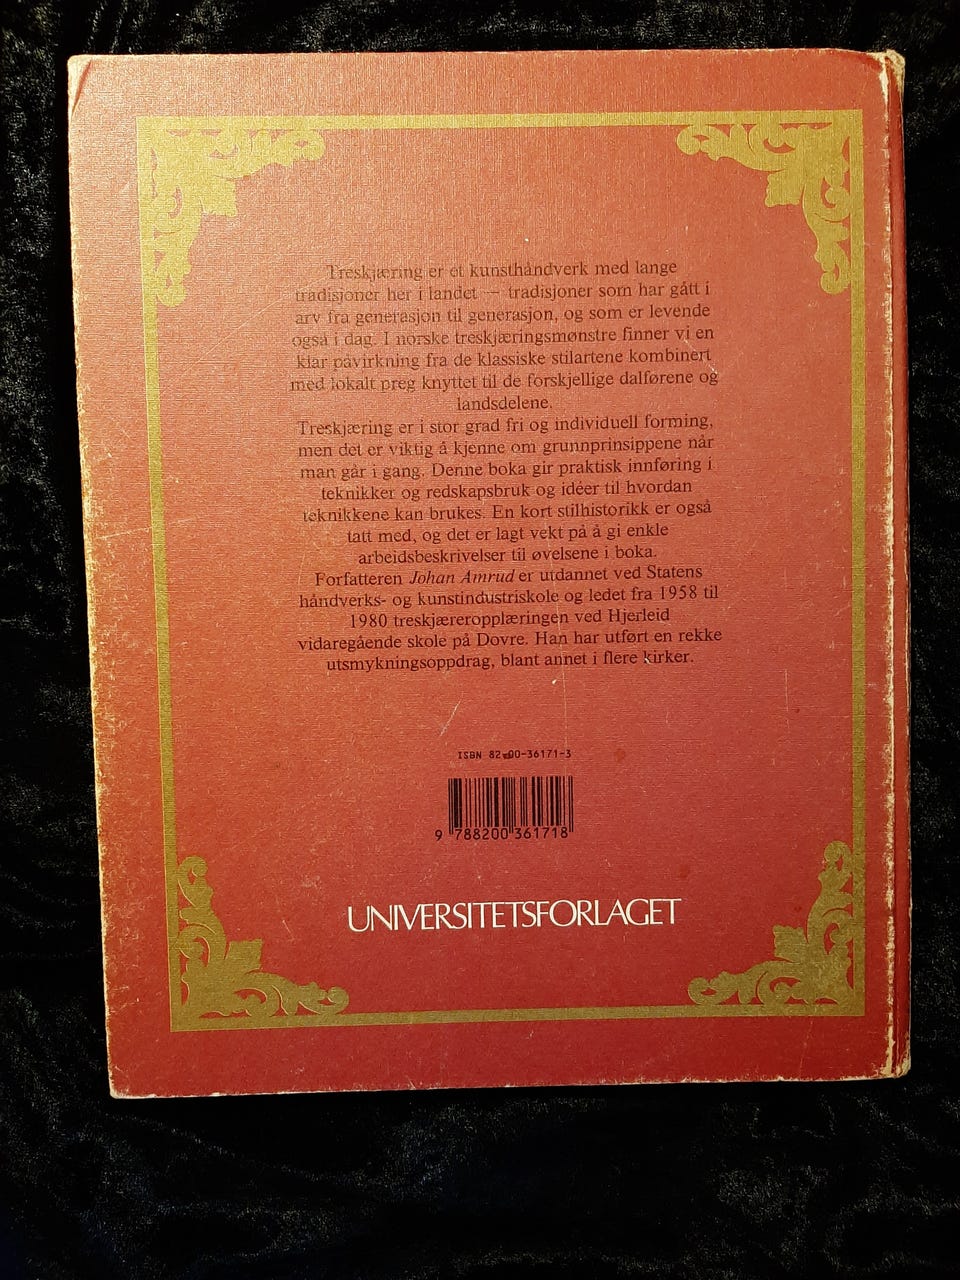 Treskjæring er et kunsthåndverk med lange
tradisjoner her i landet — tradisjoner som har gått i
arv fra generasjon til generasjon, og som er levende
også i dag. I norske treskjæringsmønstre finner vi en
klar påvirkning fra de klassiske stilartene kombinert
med lokalt preg knyttet til de forskjellige dalførene og
landsdelene.
Treskjæring er i stor grad fri og individuell forming,
men det er viktig å kjenne om grunnprinsippene når
man går i gang. Denne boka gir praktisk innføring i
teknikker og redskapsbruk og idéer til hvordan
teknikkene kan brukes. En kort stilhistorikk er også
tatt med, og det er lagt vekt på å gi enkle
arbeidsbeskrivelser til øvelsene i boka.
Forfatteren Johan Amrud er utdannet ved Statens
håndverks- og kunstindustriskole og ledet fra 1958 til
1980 treskjæreropplæringen ved Hjerleid
vidaregående skole på Dovre. Han har utført en rekke
utsmykningsoppdrag, blant annet i flere kirker.
ISBN 82-00-36171-3
9 788200 361718
UNIVERSITETSFORLAGET